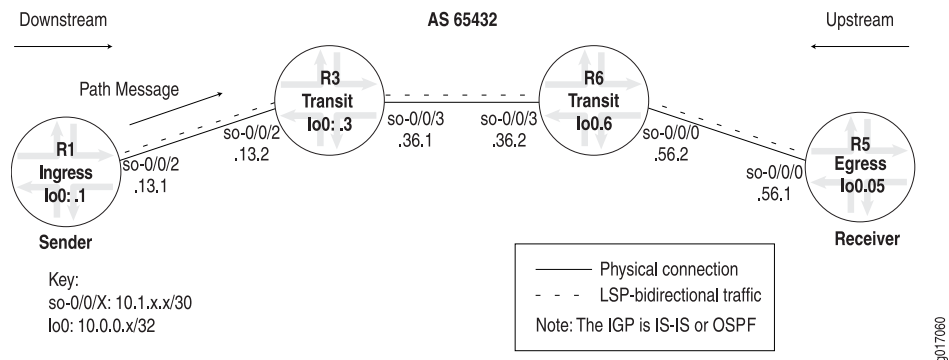 Downstream
AS 65432
Upstream
Path Message
R3
Transit
lo0: .3
R6
Transit
lo0.6
R1
Ingress
lo0: .1
so-0/0/2
.13.1
so-0/0/2
.13.2
so-0/0/3
.36.1
so-0/0/3
.36.2
so-0/0/0
.56.2
so-0/0/0
.56.1
R5
Egress
lo0.05
Sender
Receiver
Key:
so-0/0/X: 10.1.x.x/30
lo0: 10.0.0.x/32
Physical connection
LSP-bidirectional traffic
Note: The IGP is IS-IS or OSPF
g017060